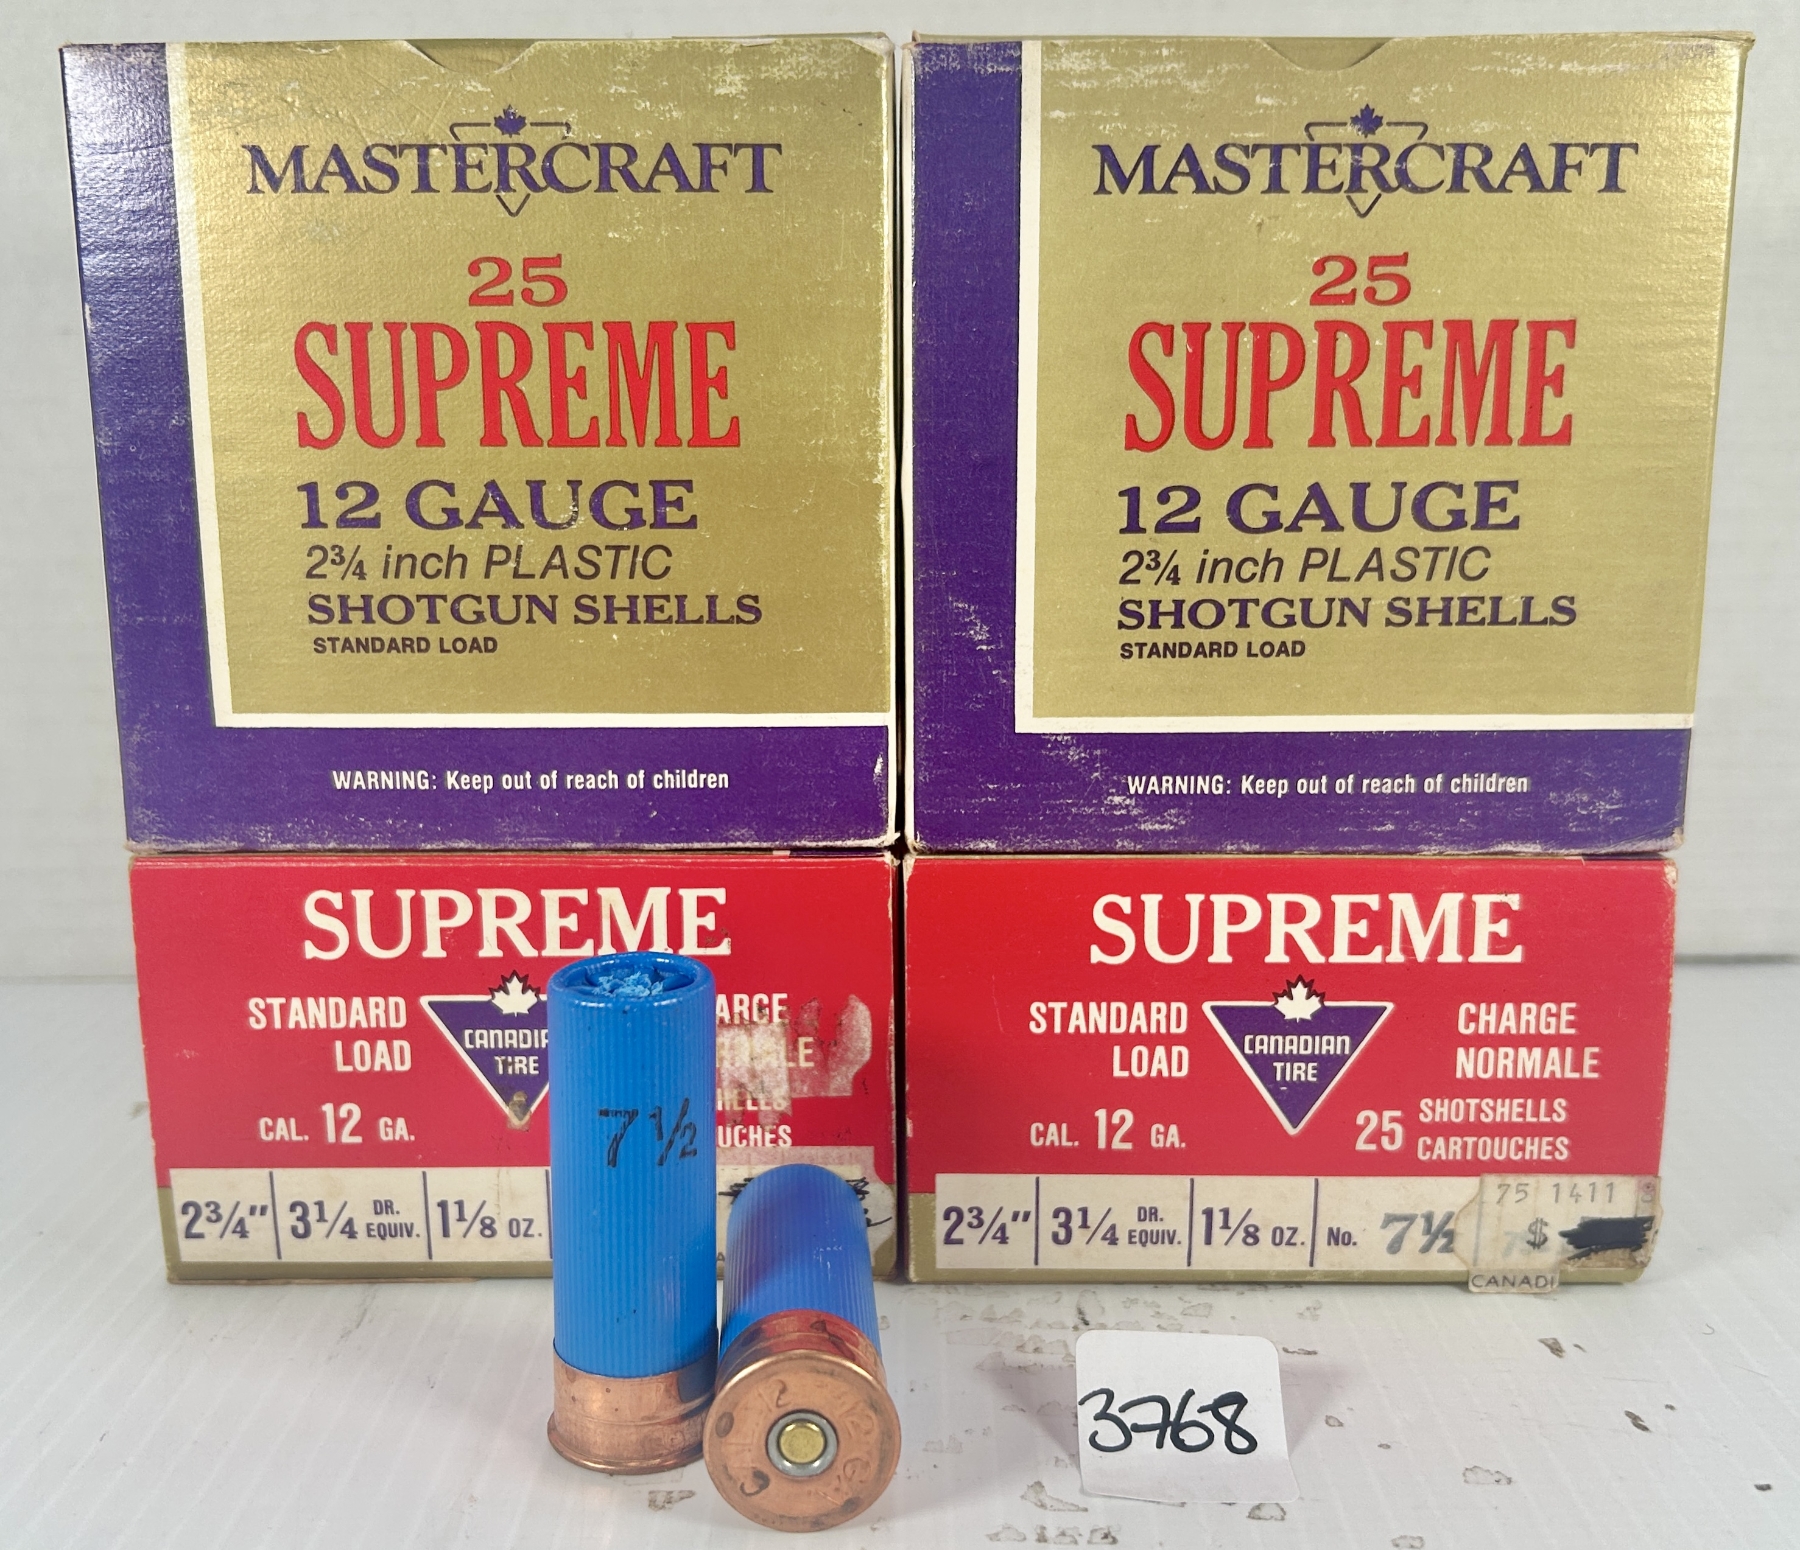 MASTERCRAFT
25
SUPREME
12 GAUGE
2¾ inch PLASTIC
SHOTGUN SHELLS
STANDARD LOAD
WARNING: Keep out of reach of children
MASTERCRAFT
25
SUPREME
12 GAUGE
2¾ inch PLASTIC
SHOTGUN SHELLS
STANDARD LOAD
WARNING: Keep out of reach of children
SUPREME
STANDARD
LOAD
TIRE
CAL. 12 GA.
2¾" 3¼ DR. EQUIV. 1⅛ OZ.
7½
SUPREME
STANDARD
LOAD
CANADIAN
TIRE
CHARGE
NORMALE
CAL. 12 GA.
25 SHOTSHELLS
CARTOUCHES
2¾" 3¼ DR. EQUIV. 1⅛ OZ. No. 7½
75 1411 8
$
CANADI
3768